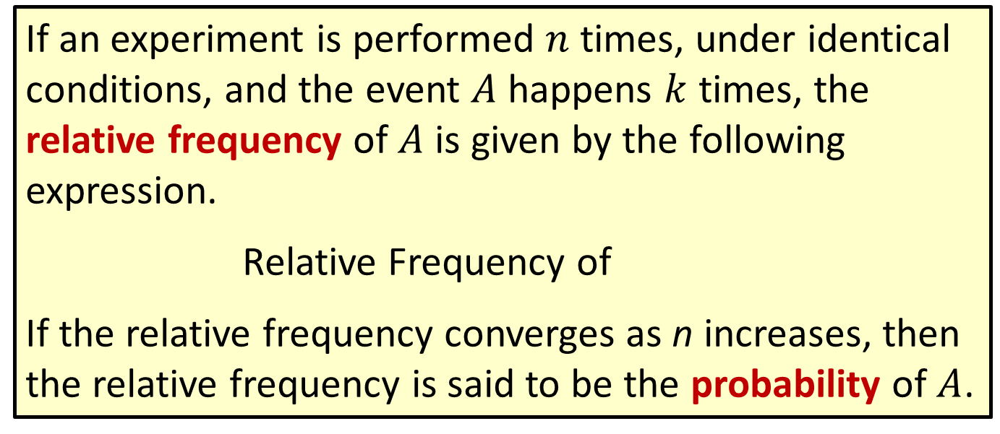 If an experiment is performed n times, under identical
conditions, and the event A happens k times, the
relative frequency of A is given by the following
expression.
Relative Frequency of
If the relative frequency converges as n increases, then
the relative frequency is said to be the probability of A.